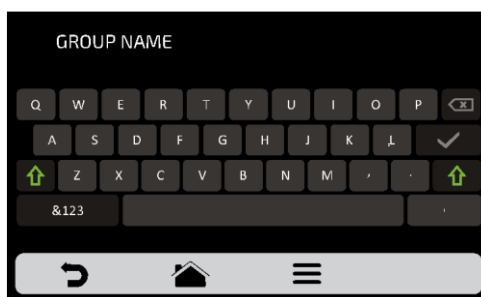 GROUP NAME
Q W E R T Y U I O P
A S D F G H J K L
Z X C V B N M , .
&123 '